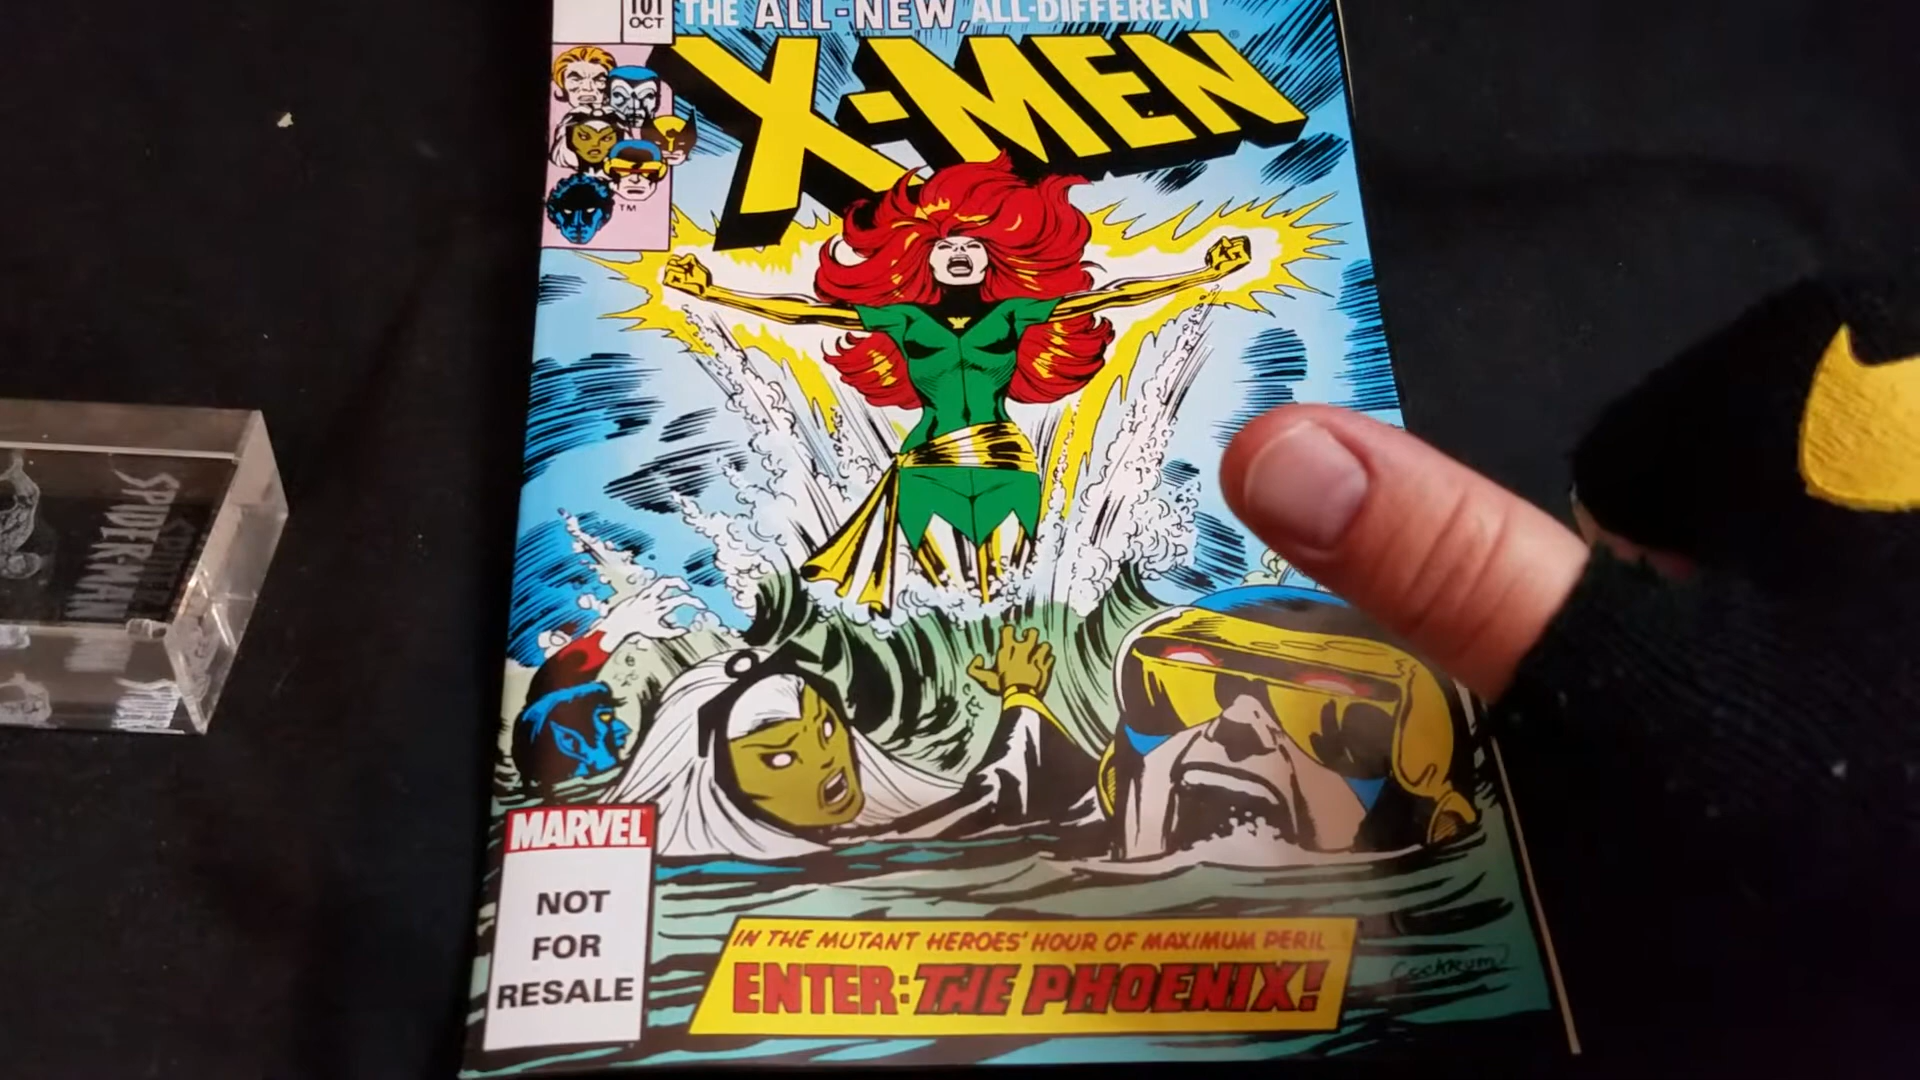 101
OCT
THE ALL-NEW, ALL-DIFFERENT
X-MEN
®
TM
SPIDER-MAN
MARVEL
NOT
FOR
RESALE
IN THE MUTANT HEROES' HOUR OF MAXIMUM PERIL
ENTER: THE PHOENIX!
Cockrum